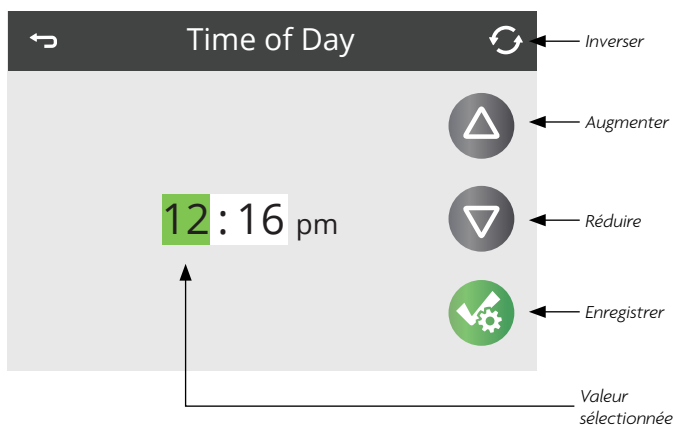 Time of Day
Inverser
Augmenter
12 : 16 pm
Réduire
Enregistrer
Valeur
sélectionnée